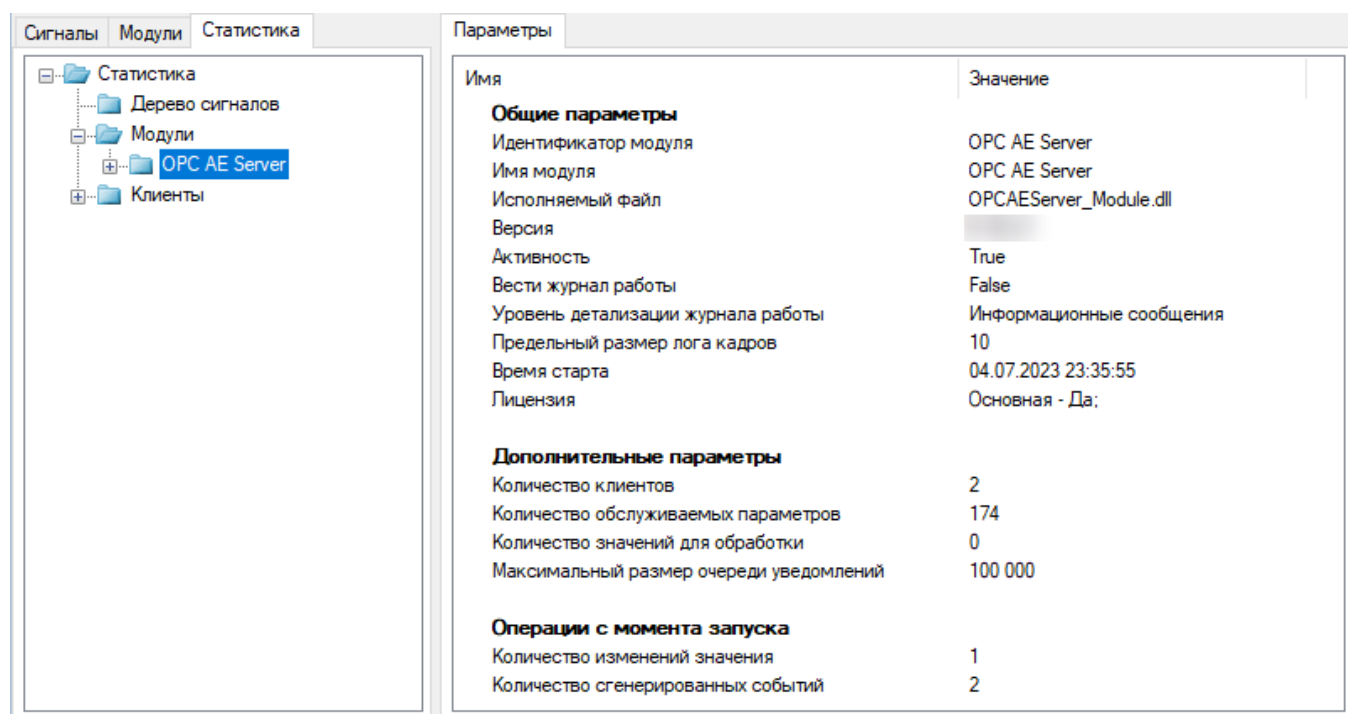 Сигналы Модули Статистика
Параметры
Статистика
Дерево сигналов
Модули
OPC AE Server
Клиенты
Имя Значение
Общие параметры
Идентификатор модуля OPC AE Server
Имя модуля OPC AE Server
Исполняемый файл OPCAEServer_Module.dll
Версия
Активность True
Вести журнал работы False
Уровень детализации журнала работы Информационные сообщения
Предельный размер лога кадров 10
Время старта 04.07.2023 23:35:55
Лицензия Основная - Да;
Дополнительные параметры
Количество клиентов 2
Количество обслуживаемых параметров 174
Количество значений для обработки 0
Максимальный размер очереди уведомлений 100 000
Операции с момента запуска
Количество изменений значения 1
Количество сгенерированных событий 2